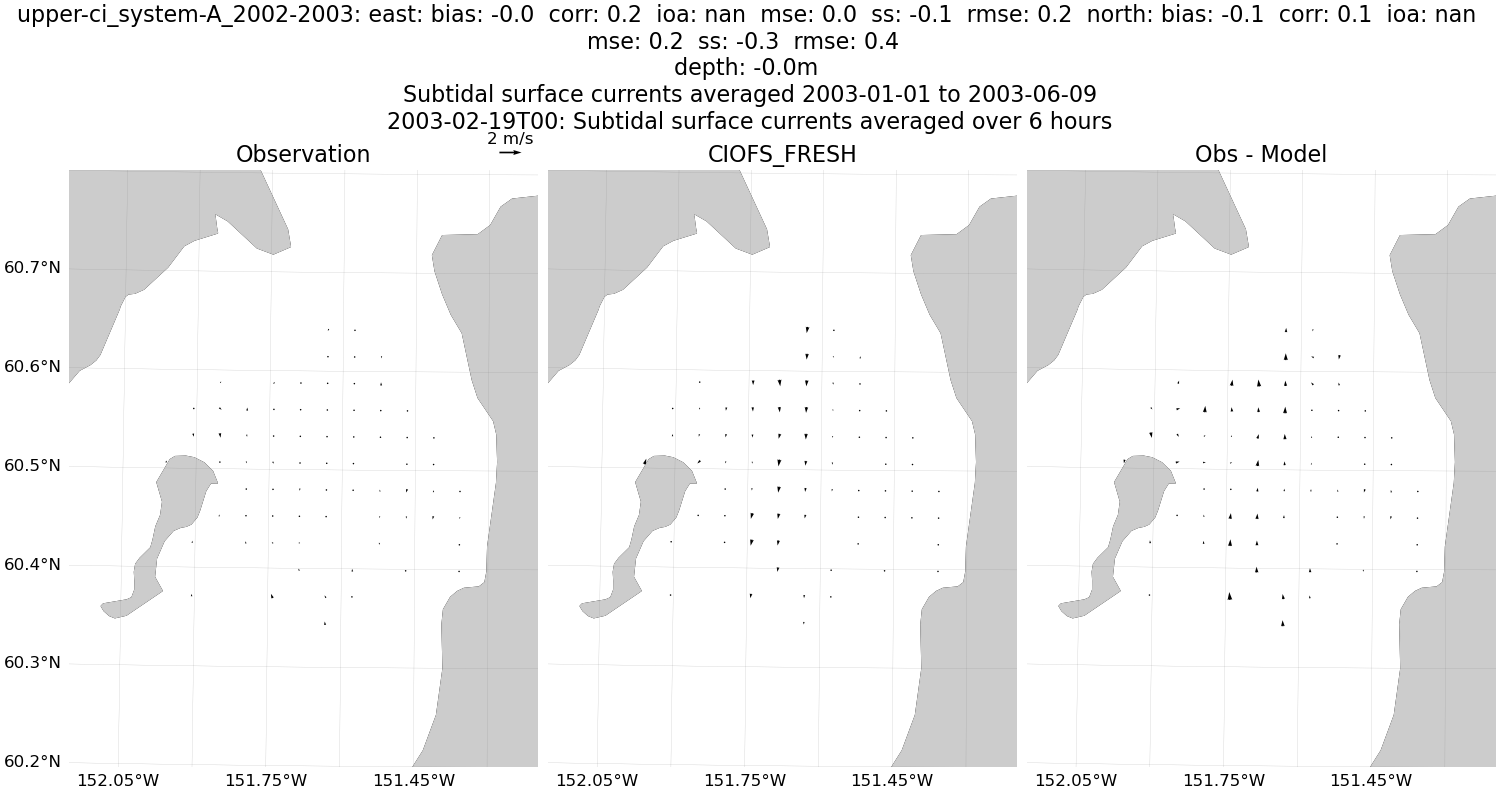 upper-ci_system-A_2002-2003: east: bias: -0.0  corr: 0.2  ioa: nan  mse: 0.0  ss: -0.1  rmse: 0.2  north: bias: -0.1  corr: 0.1  ioa: nan
mse: 0.2  ss: -0.3  rmse: 0.4
depth: -0.0m
Subtidal surface currents averaged 2003-01-01 to 2003-06-09
2003-02-19T00: Subtidal surface currents averaged over 6 hours
2 m/s
Observation
CIOFS_FRESH
Obs - Model
60.7°N
60.6°N
60.5°N
60.4°N
60.3°N
60.2°N
152.05°W 151.75°W 151.45°W
152.05°W 151.75°W 151.45°W
152.05°W 151.75°W 151.45°W